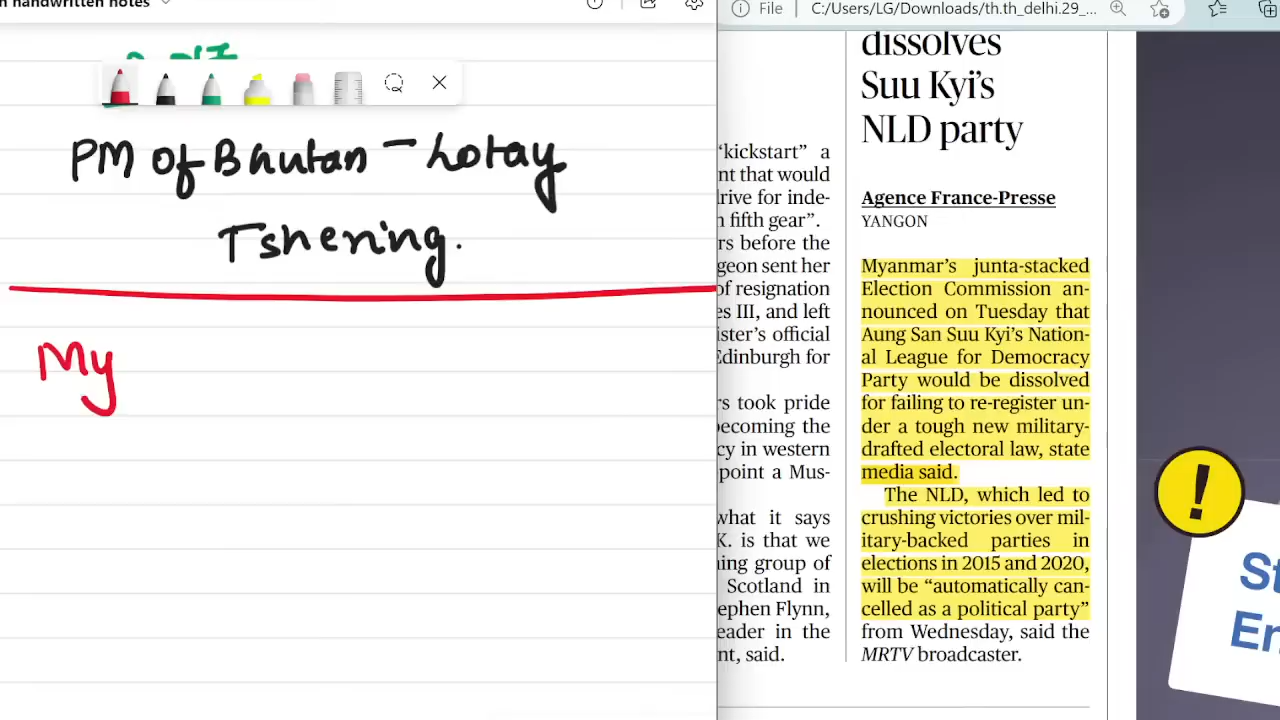 n handwritten notes
PM of Bhutan - Lotay
Tshering.
My
File
C:/Users/LG/Downloads/th.th_delhi.29_...
dissolves
Suu Kyi's
NLD party
Agence France-Presse
YANGON
Myanmar's junta-stacked
Election Commission an-
nounced on Tuesday that
Aung San Suu Kyi's Nation-
al League for Democracy
Party would be dissolved
for failing to re-register un-
der a tough new military-
drafted electoral law, state
media said.
The NLD, which led to
crushing victories over mil-
itary-backed parties in
elections in 2015 and 2020,
will be "automatically can-
celled as a political party"
from Wednesday, said the
MRTV broadcaster.
'kickstart" a
nt that would
lrive for inde-
n fifth gear".
rs before the
geon sent her
of resignation
es III, and left
ister's official
Edinburgh for
rs took pride
becoming the
cy in western
point a Mus-
what it says
K. is that we
ning group of
Scotland in
ephen Flynn,
eader in the
nt, said.
St
En